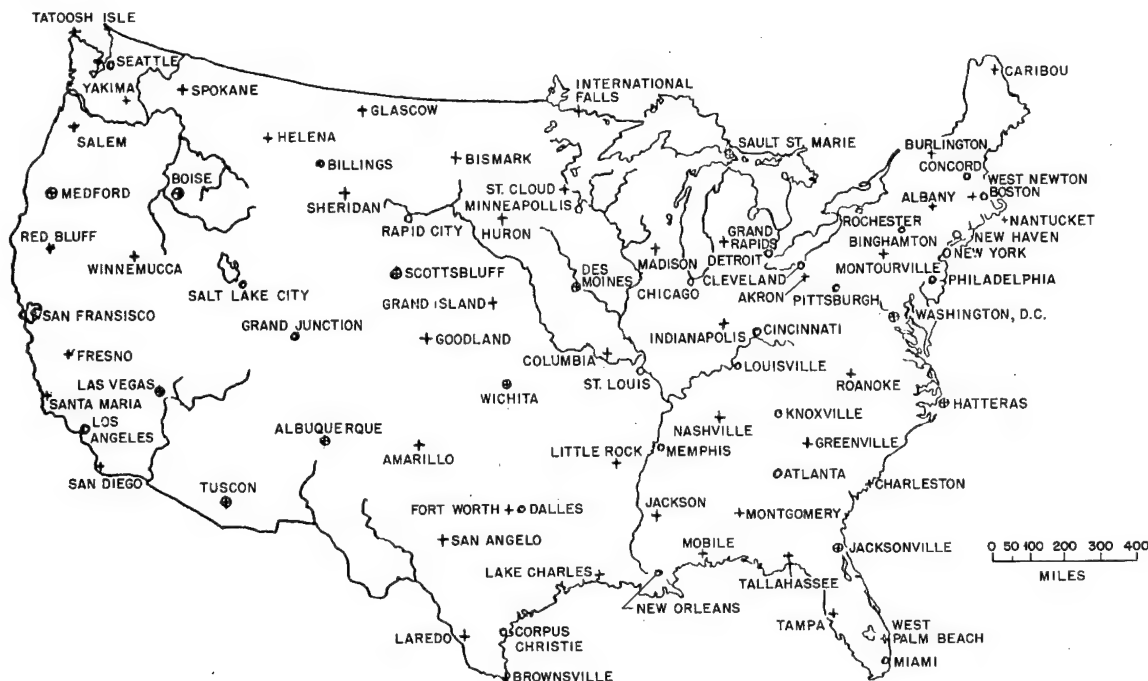 TATOOSH ISLE
SEATTLE
YAKIMA
SPOKANE
SALEM
HELENA
GLASCOW
INTERNATIONAL
FALLS
CARIBOU
BILLINGS
BISMARK
SAULT ST. MARIE
BURLINGTON
CONCORD
MEDFORD
BOISE
SHERIDAN
ST. CLOUD
MINNEAPOLLIS
WEST NEWTON
BOSTON
ALBANY
NANTUCKET
RAPID CITY
HURON
GRAND
RAPIDS
ROCHESTER
BINGHAMTON
NEW HAVEN
RED BLUFF
WINNEMUCCA
MADISON
DETROIT
NEW YORK
MONTOURVILLE
SALT LAKE CITY
SCOTTSBLUFF
DES
MOINES
CHICAGO
CLEVELAND
AKRON
PITTSBURGH
PHILADELPHIA
GRAND ISLAND
SAN FRANSISCO
WASHINGTON, D.C.
GRAND JUNCTION
GOODLAND
INDIANAPOLIS
CINCINNATI
FRESNO
COLUMBIA
ST. LOUIS
LOUISVILLE
ROANOKE
LAS VEGAS
SANTA MARIA
WICHITA
HATTERAS
LOS
ANGELES
KNOXVILLE
ALBUQUERQUE
AMARILLO
NASHVILLE
GREENVILLE
LITTLE ROCK
MEMPHIS
SAN DIEGO
ATLANTA
TUSCON
CHARLESTON
FORT WORTH
DALLES
JACKSON
MONTGOMERY
SAN ANGELO
MOBILE
JACKSONVILLE
0 50 100 200 300 400
MILES
LAKE CHARLES
TALLAHASSEE
NEW ORLEANS
TAMPA
WEST
PALM BEACH
LAREDO
CORPUS
CHRISTIE
MIAMI
BROWNSVILLE